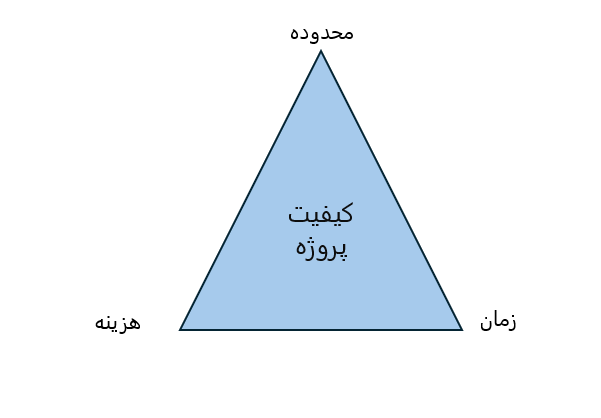 محدوده
کیفیت
پروژه
هزینه
زمان